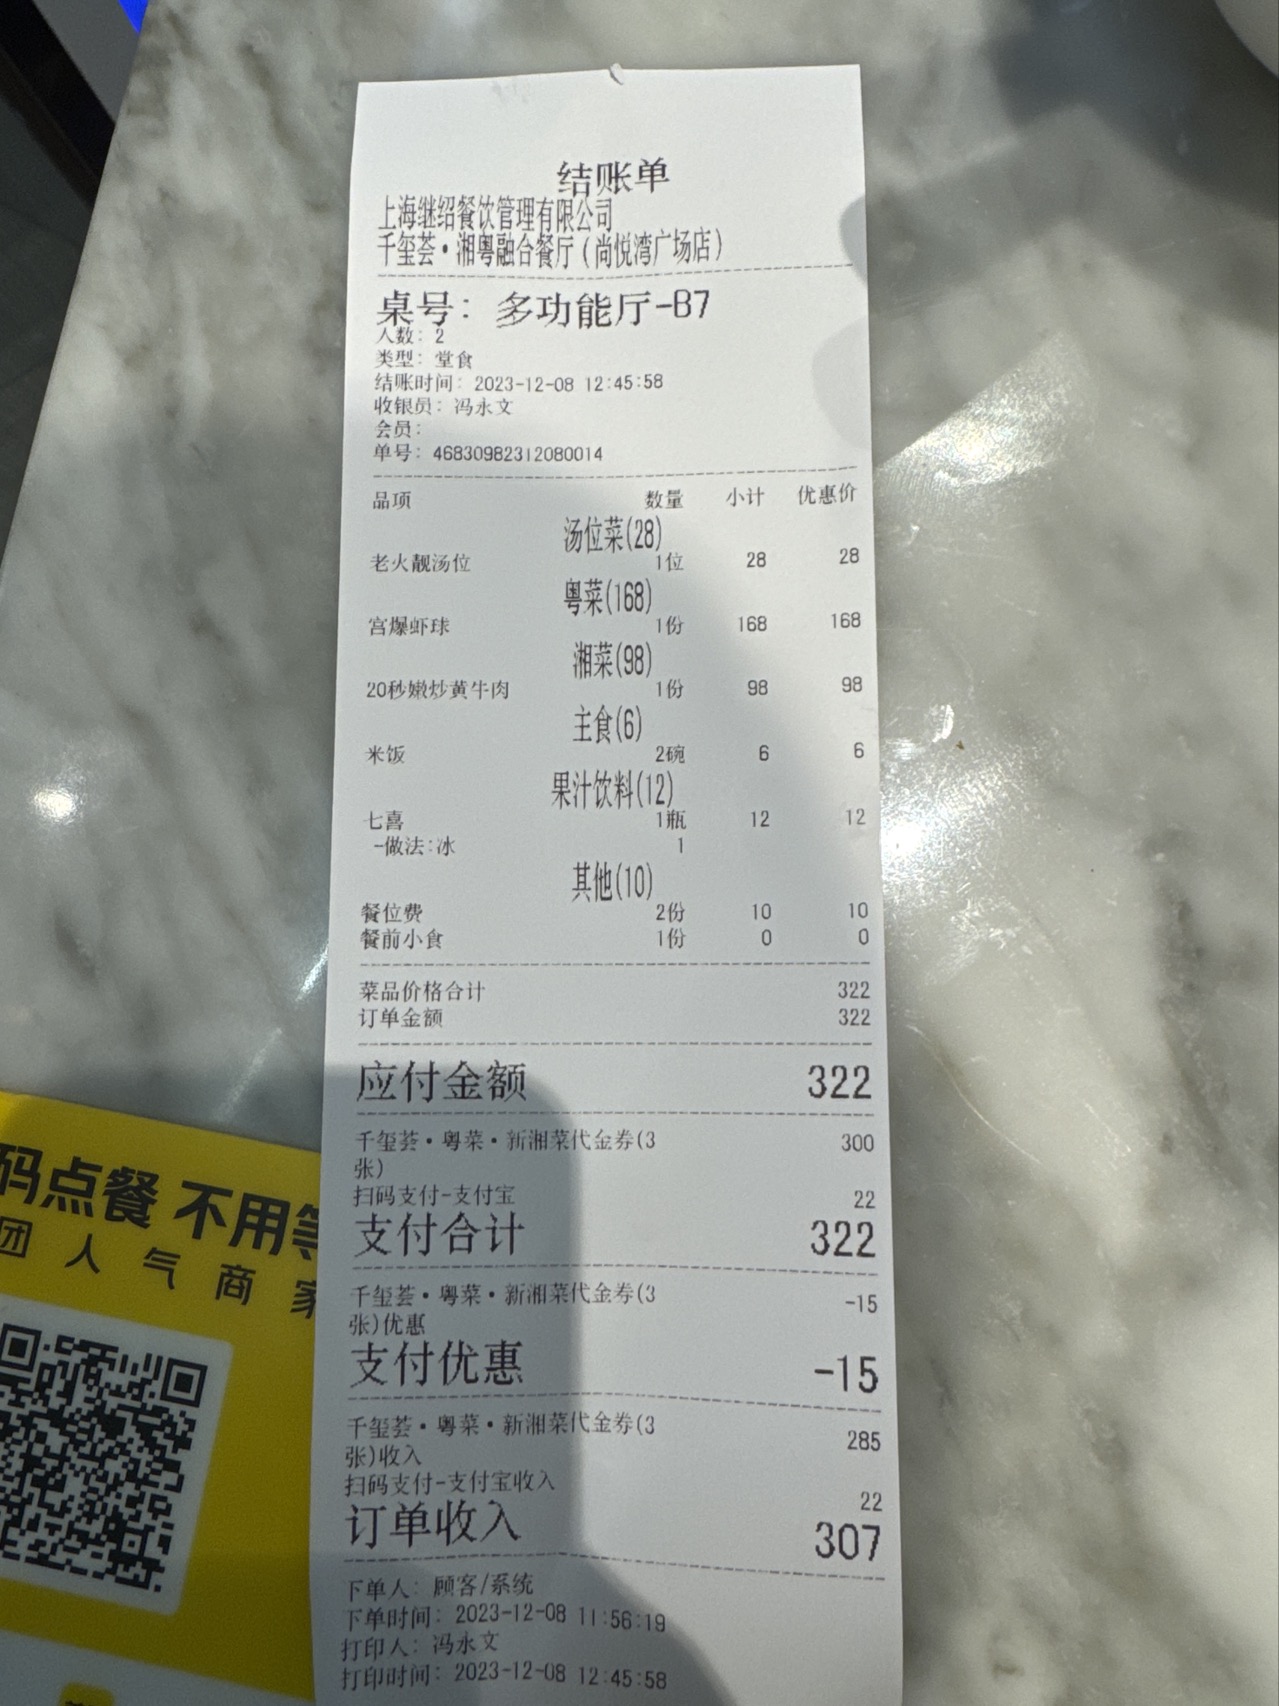 结账单
上海继绍餐饮管理有限公司
千玺荟·湘粤融合餐厅(尚悦湾广场店)
桌号: 多功能厅-B7
人数: 2
类型: 堂食
结账时间: 2023-12-08 12:45:58
收银员: 冯永文
会员:
单号: 46830982312080014
品项 数量 小计 优惠价
汤位菜(28)
老火靓汤位 1位 28 28
粤菜(168)
宫爆虾球 1份 168 168
湘菜(98)
20秒嫩炒黄牛肉 1份 98 98
主食(6)
米饭 2碗 6 6
果汁饮料(12)
七喜 1瓶 12 12
-做法:冰 1
其他(10)
餐位费 2份 10 10
餐前小食 1份 0 0
菜品价格合计 322
订单金额 322
应付金额 322
千玺荟·粤菜·新湘菜代金券(3 300
张)
扫码支付-支付宝 22
支付合计 322
千玺荟·粤菜·新湘菜代金券(3 -15
张)优惠
支付优惠 -15
千玺荟·粤菜·新湘菜代金券(3 285
张)收入
扫码支付-支付宝收入 22
订单收入 307
下单人: 顾客/系统
下单时间: 2023-12-08 11:56:19
打印人: 冯永文
打印时间: 2023-12-08 12:45:58
码点餐 不用等
团人气商家